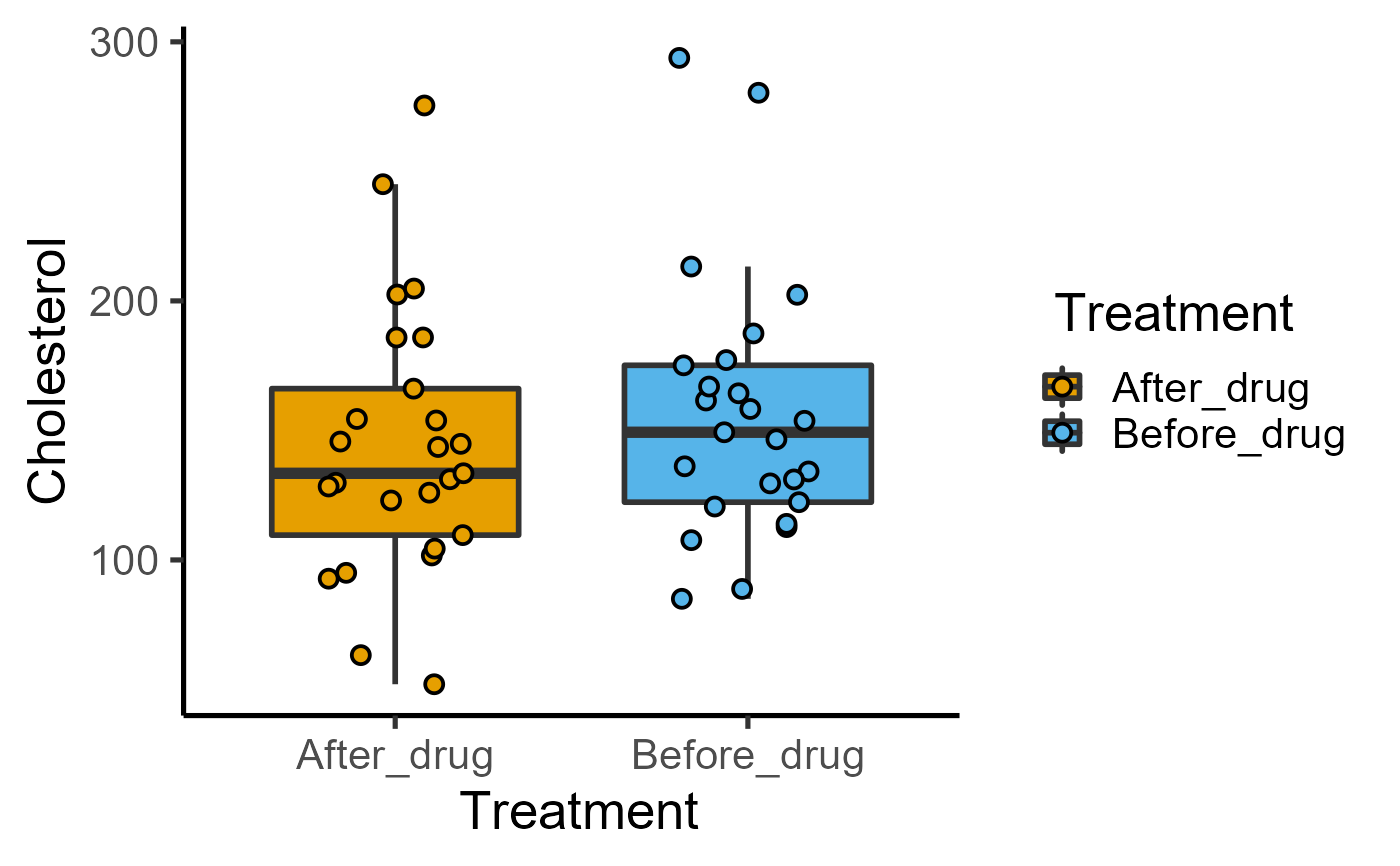 300
200
100
Cholesterol
After_drug
Before_drug
Treatment
Treatment
After_drug
Before_drug